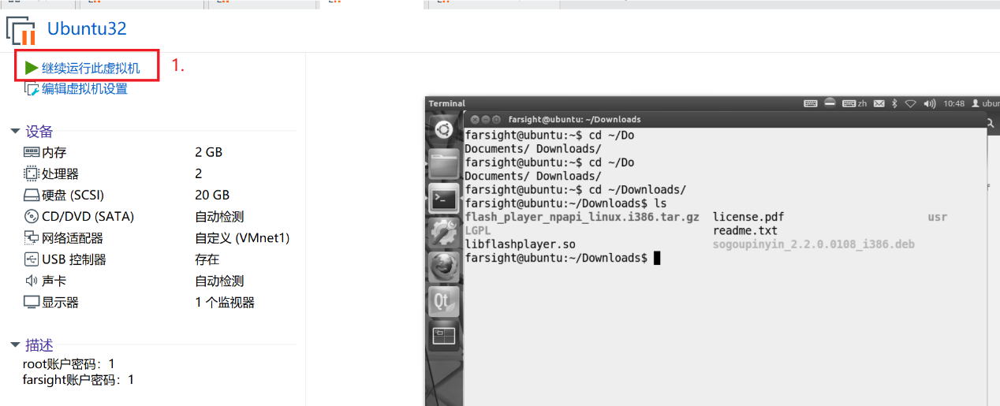 Ubuntu32
继续运行此虚拟机 1.
编辑虚拟机设置
设备
内存 2 GB
处理器 2
硬盘 (SCSI) 20 GB
CD/DVD (SATA) 自动检测
网络适配器 自定义 (VMnet1)
USB 控制器 存在
声卡 自动检测
显示器 1 个监视器
描述
root账户密码：1
farsight账户密码：1
Terminal zh 10:48 ubun
farsight@ubuntu: ~/Downloads
farsight@ubuntu:~$ cd ~/Do
Documents/ Downloads/
farsight@ubuntu:~$ cd ~/Do
Documents/ Downloads/
farsight@ubuntu:~$ cd ~/Downloads/
farsight@ubuntu:~/Downloads$ ls
flash_player_npapi_linux.i386.tar.gz license.pdf usr
LGPL readme.txt
libflashplayer.so sogoupinyin_2.2.0.0108_i386.deb
farsight@ubuntu:~/Downloads$